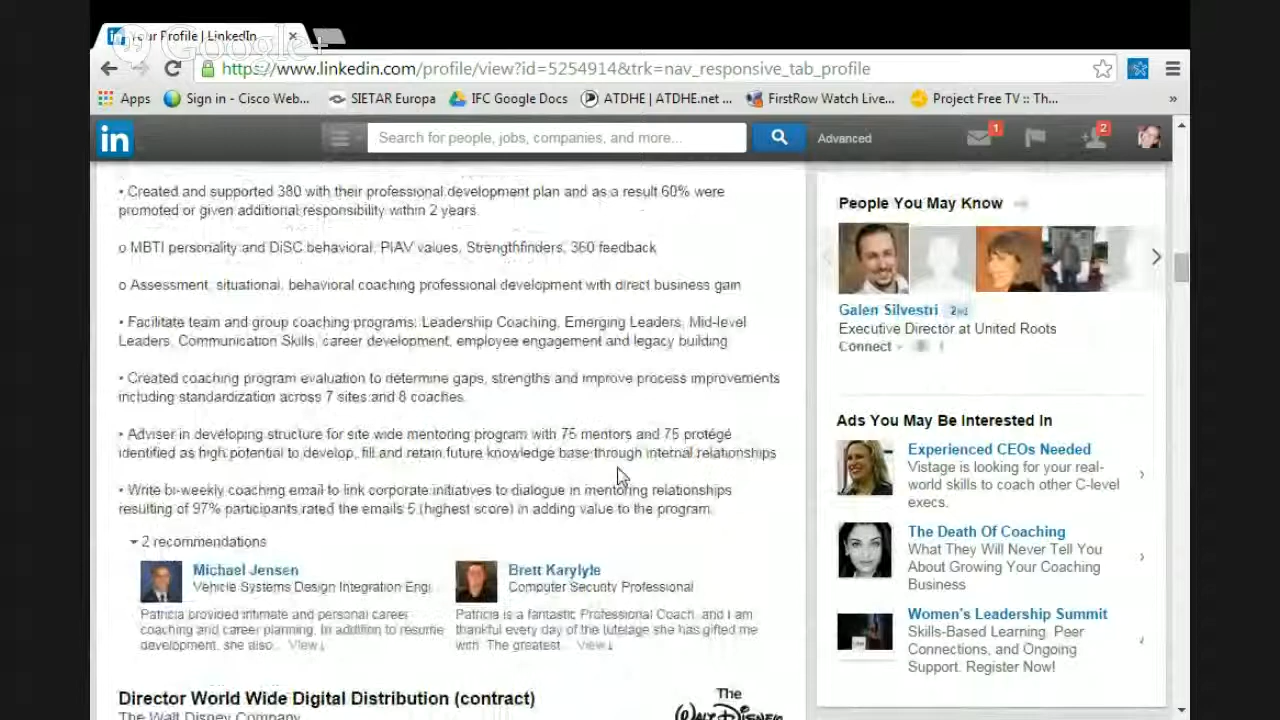 Your Profile | LinkedIn
Google+
https://www.linkedin.com/profile/view?id=5254914&trk=nav_responsive_tab_profile
Apps Sign in - Cisco Web... SIETAR Europa IFC Google Docs ATDHE | ATDHE.net ... FirstRow Watch Live... Project Free TV :: Th... »
in Search for people, jobs, companies, and more... Advanced 1 2
• Created and supported 380 with their professional development plan and as a result 60% were
promoted or given additional responsibility within 2 years
o MBTI personality and DiSC behavioral, PIAV values, Strengthfinders, 360 feedback
o Assessment, situational, behavioral coaching professional development with direct business gain
• Facilitate team and group coaching programs: Leadership Coaching, Emerging Leaders, Mid-level
Leaders, Communication Skills, career development, employee engagement and legacy building
• Created coaching program evaluation to determine gaps, strengths and improve process improvements
including standardization across 7 sites and 8 coaches.
• Adviser in developing structure for site wide mentoring program with 75 mentors and 75 protégé
identified as high potential to develop, fill and retain future knowledge base through internal relationships
• Write bi-weekly coaching email to link corporate initiatives to dialogue in mentoring relationships
resulting of 97% participants rated the emails 5 (highest score) in adding value to the program.
2 recommendations
Michael Jensen
Vehicle Systems Design Integration Engi
Patricia provided intimate and personal career
coaching and career planning. In addition to resume
development, she also... View↓
Brett Karylyle
Computer Security Professional
Patricia is a fantastic Professional Coach, and I am
thankful every day of the tutelage she has gifted me
with. The greatest... View↓
Director World Wide Digital Distribution (contract)
The Walt Disney Company
The
WALT DISNEY
People You May Know
Galen Silvestri 2nd
Executive Director at United Roots
Connect
Ads You May Be Interested In
Experienced CEOs Needed
Vistage is looking for your real-
world skills to coach other C-level
execs.
The Death Of Coaching
What They Will Never Tell You
About Growing Your Coaching
Business
Women's Leadership Summit
Skills-Based Learning. Peer
Connections, and Ongoing
Support. Register Now!